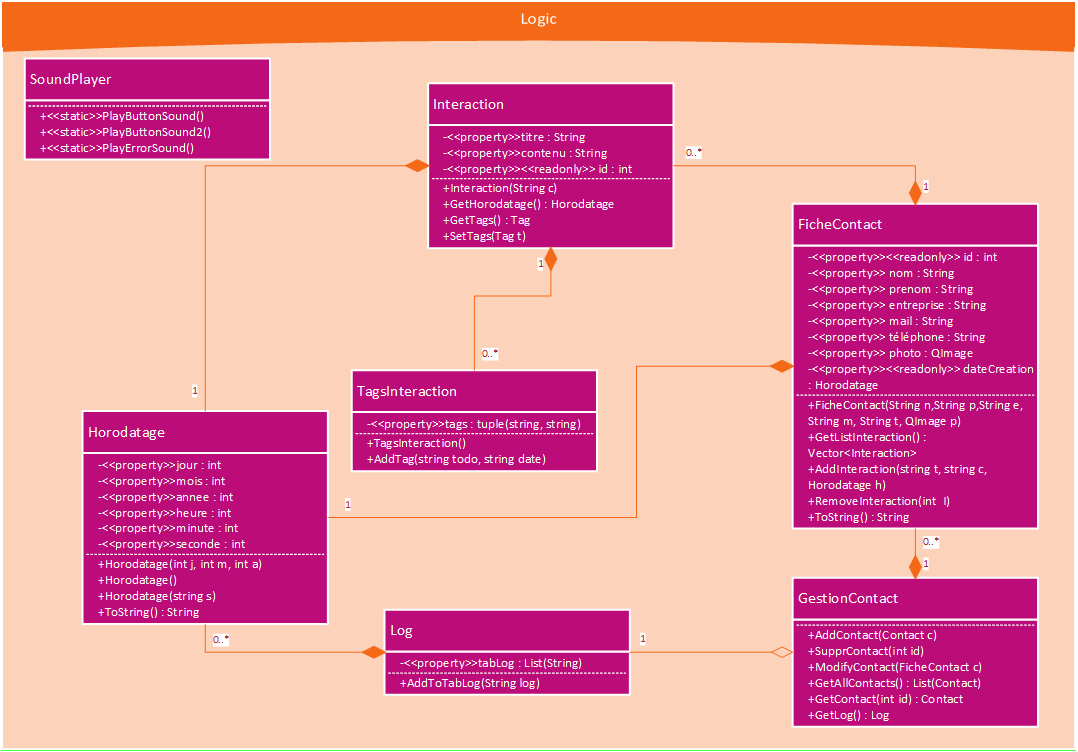 Logic
SoundPlayer
+<<static>>PlayButtonSound()
+<<static>>PlayButtonSound2()
+<<static>>PlayErrorSound()
Interaction
-<<property>>titre : String
-<<property>>contenu : String
-<<property>><<readonly>> id : int
+Interaction(String c)
+GetHorodatage() : Horodatage
+GetTags() : Tag
+SetTags(Tag t)
0..*
1
FicheContact
-<<property>><<readonly>> id : int
-<<property>> nom : String
-<<property>> prenom : String
-<<property>> entreprise : String
-<<property>> mail : String
-<<property>> téléphone : String
-<<property>> photo : QImage
-<<property>><<readonly>> dateCreation
: Horodatage
+FicheContact(String n,String p,String e,
String m, String t, QImage p)
+GetListInteraction() :
Vector<Interaction>
+AddInteraction(string t, string c,
Horodatage h)
+RemoveInteraction(int I)
+ToString() : String
1
0..*
TagsInteraction
-<<property>>tags : tuple(string, string)
+TagsInteraction()
+AddTag(string todo, string date)
1
Horodatage
-<<property>>jour : int
-<<property>>mois : int
-<<property>>annee : int
-<<property>>heure : int
-<<property>>minute : int
-<<property>>seconde : int
+Horodatage(int j, int m, int a)
+Horodatage()
+Horodatage(string s)
+ToString() : String
1
0..*
1
0..*
Log
-<<property>>tabLog : List(String)
+AddToTabLog(String log)
1
GestionContact
+AddContact(Contact c)
+SupprContact(int id)
+ModifyContact(FicheContact c)
+GetAllContacts() : List(Contact)
+GetContact(int id) : Contact
+GetLog() : Log